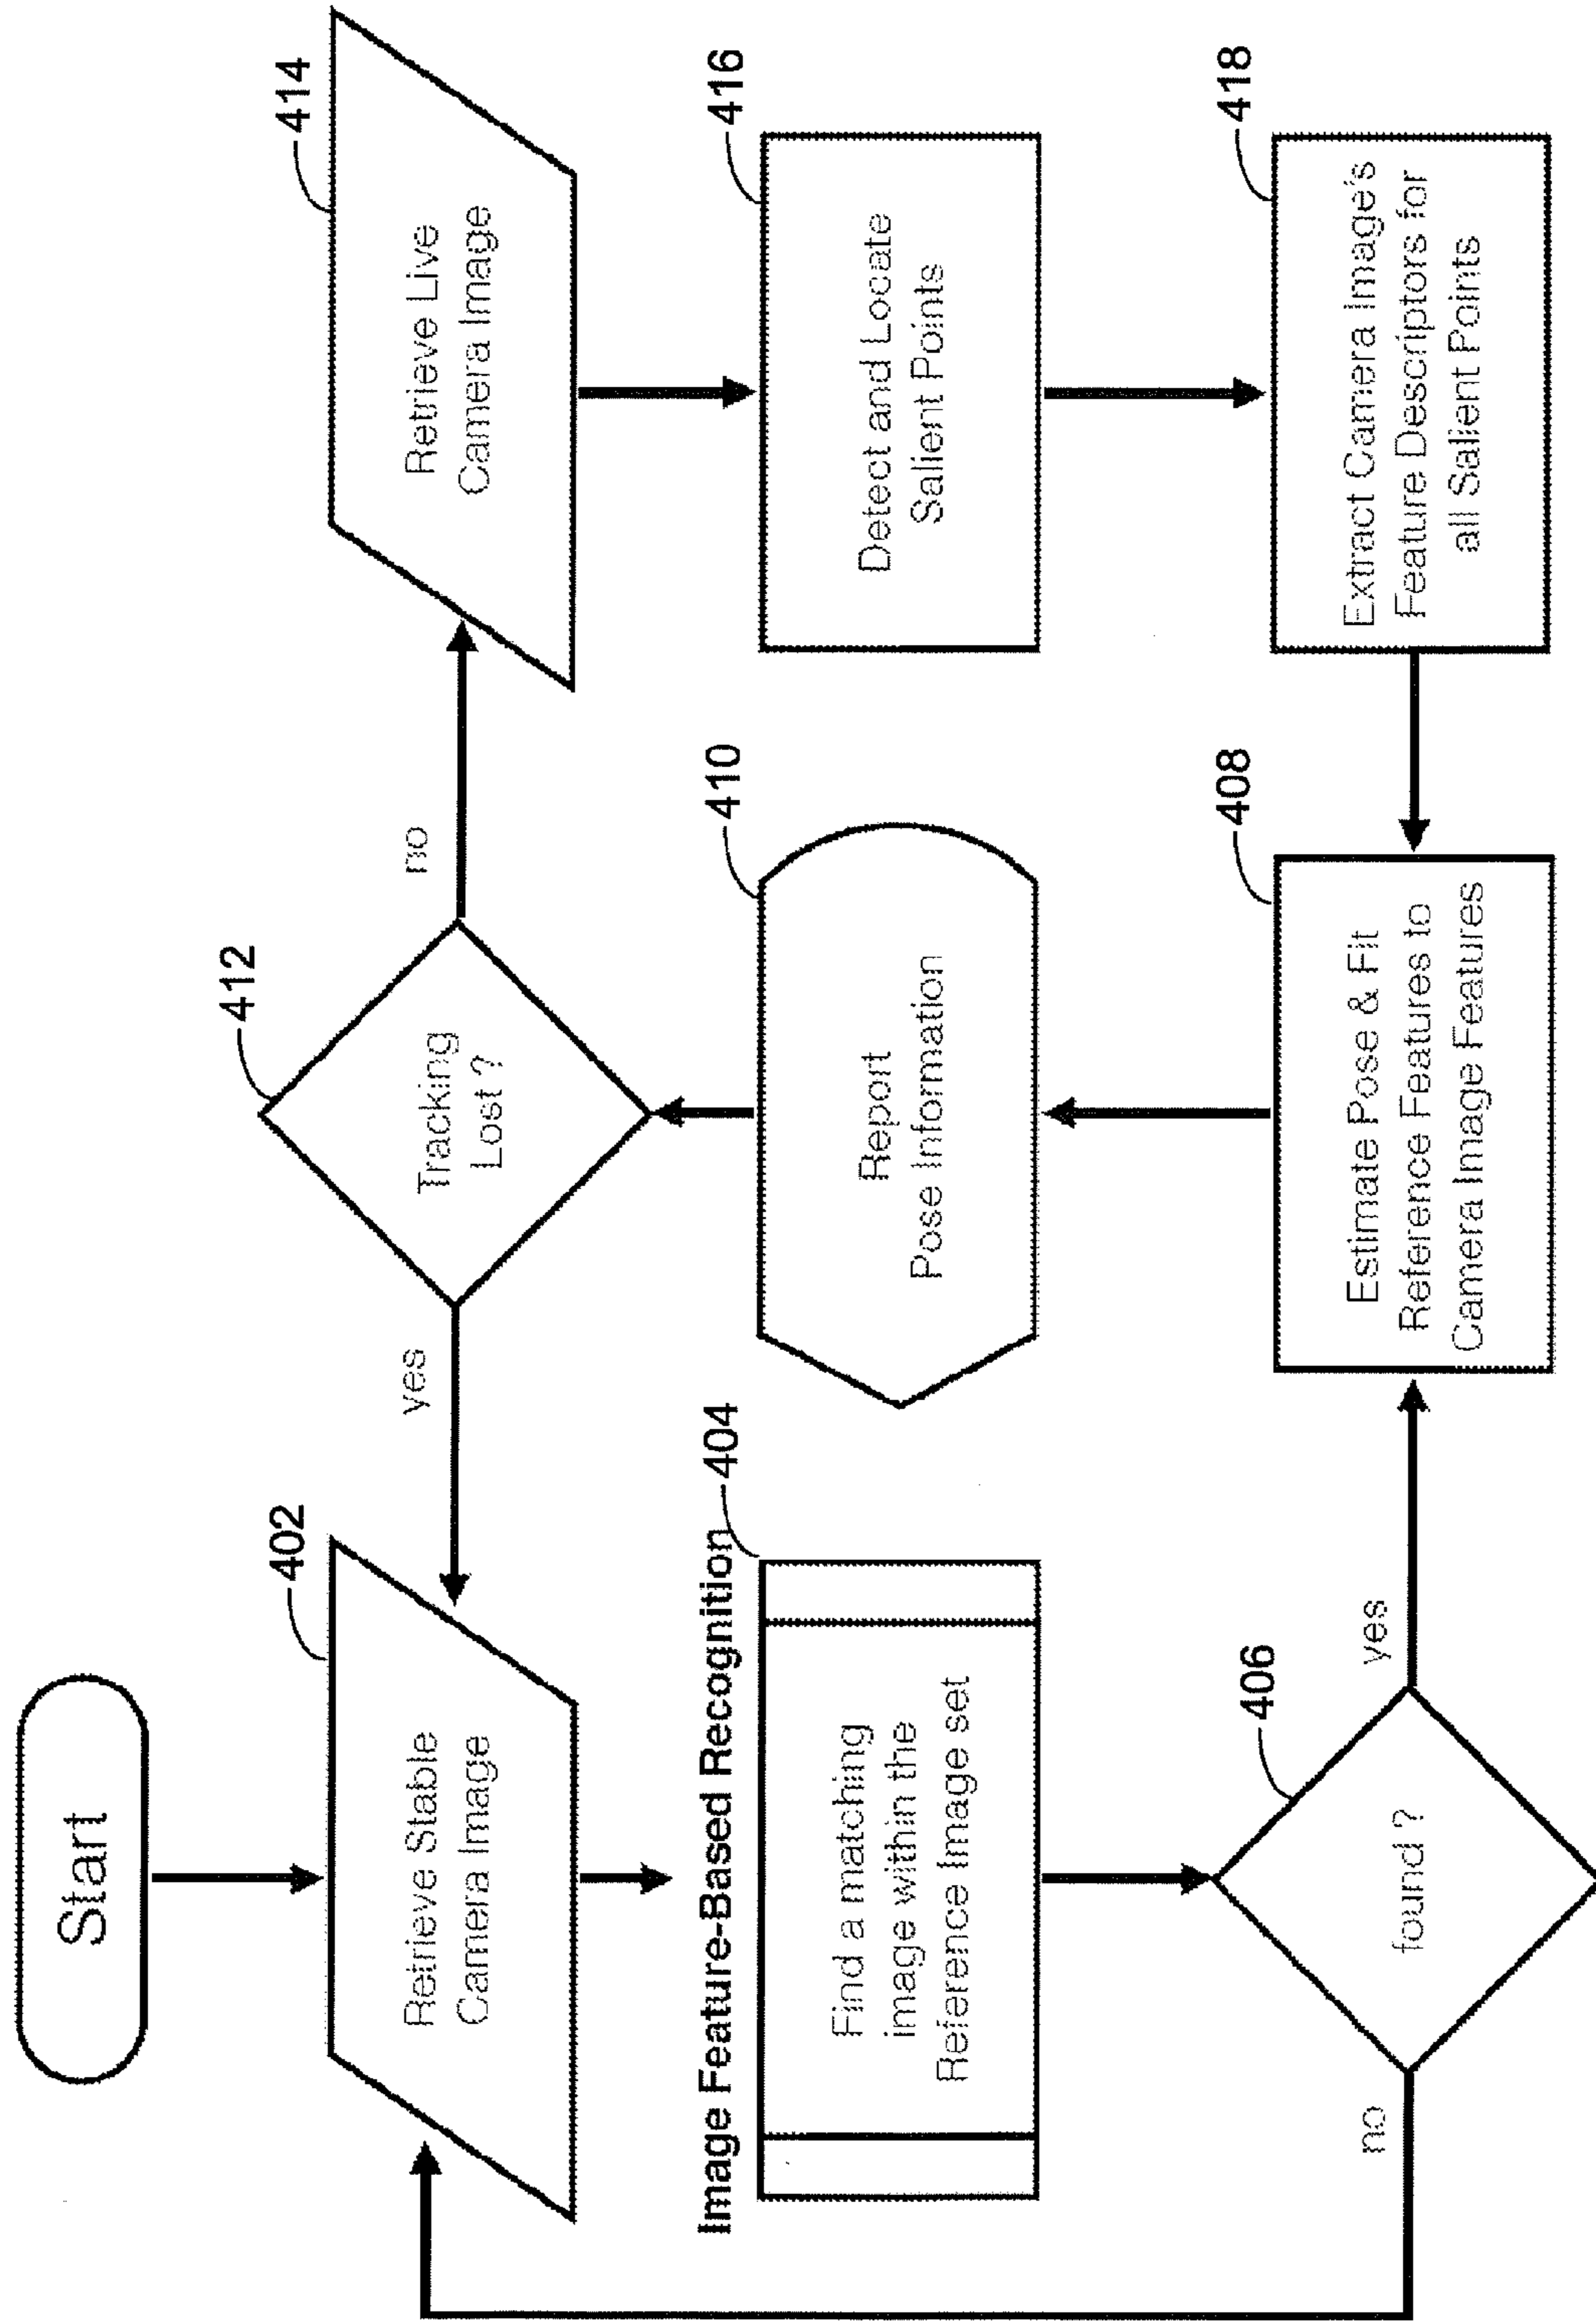 Start
402
Retrieve Stable
Camera Image
Image Feature-Based Recognition
404
Find a matching
image within the
Reference Image set
406
found ?
no
yes
408
Estimate Pose & Fit
Reference Features to
Camera Image Features
410
Report
Pose Information
412
Tracking
Lost ?
yes
no
414
Retrieve Live
Camera Image
416
Detect and Locate
Salient Points
418
Extract Camera Image's
Feature Descriptors for
all Salient Points